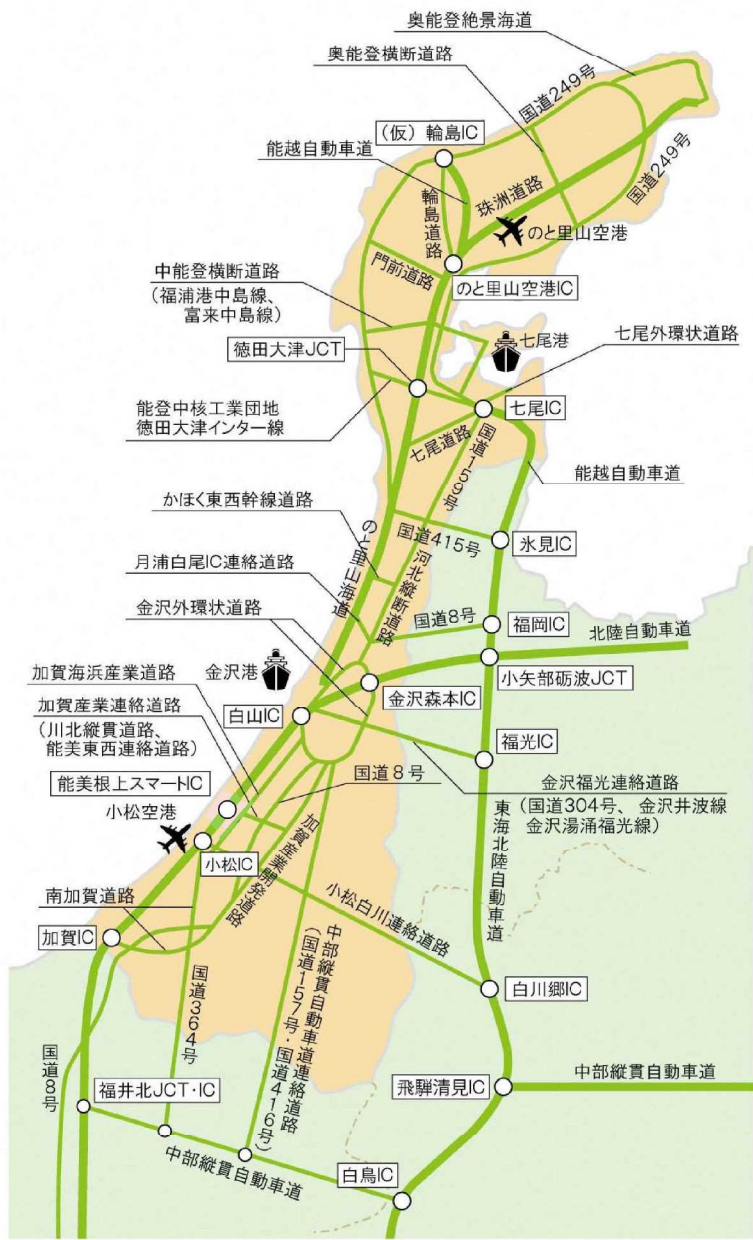 奥能登絶景海道
奥能登横断道路
国道249号
(仮) 輪島IC
能越自動車道
国道249号
珠洲道路
輪島道路
のと里山空港
門前道路
中能登横断道路
(福浦港中島線、
富来中島線)
のと里山空港IC
七尾港
七尾外環状道路
徳田大津JCT
七尾IC
能登中核工業団地
徳田大津インター線
七尾道路
国道159号
能越自動車道
かほく東西幹線道路
のと里山海道
国道415号
氷見IC
月浦白尾IC連絡道路
河北縦断道路
金沢外環状道路
国道8号
福岡IC
北陸自動車道
加賀海浜産業道路
金沢港
小矢部砺波JCT
金沢森本IC
加賀産業連絡道路
(川北縦貫道路、
能美東西連絡道路)
白山IC
福光IC
能美根上スマートIC
国道8号
金沢福光連絡道路
(国道304号、金沢井波線
金沢湯涌福光線)
小松空港
小松IC
加賀産業開発道路
東海北陸自動車道
南加賀道路
小松白川連絡道路
加賀IC
中部縦貫自動車道連絡道路
(国道157号・国道416号)
白川郷IC
国道364号
国道8号
中部縦貫自動車道
飛騨清見IC
福井北JCT・IC
中部縦貫自動車道
白鳥IC